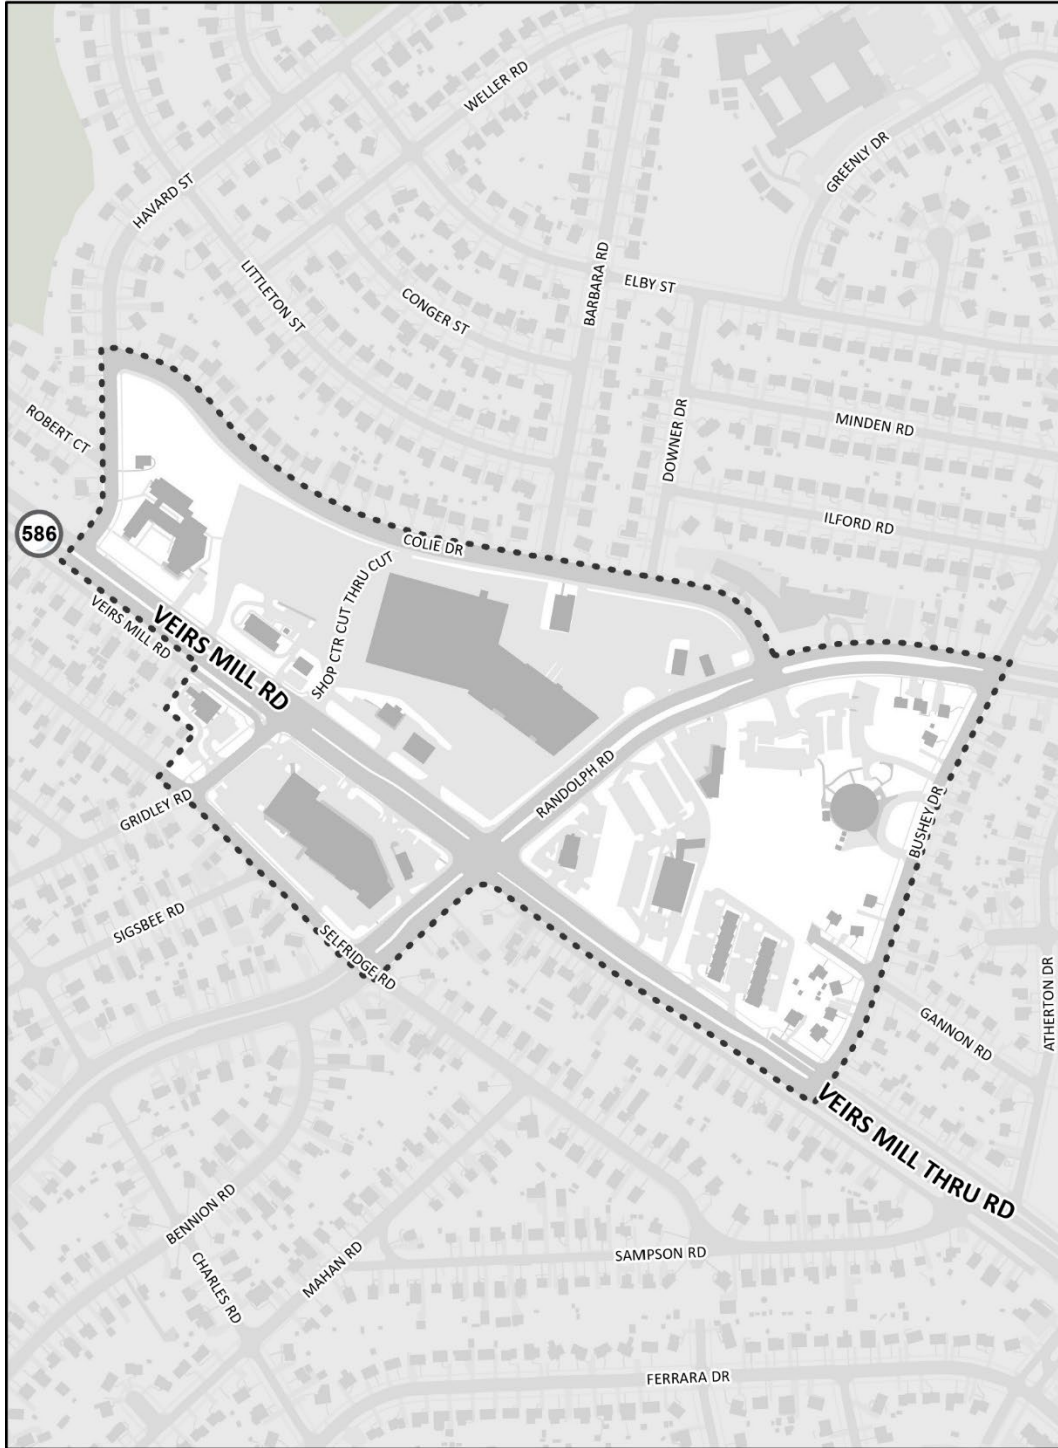 WELLER RD
GREENLY DR
HAVARD ST
LITTLETON ST
BARBARA RD
ELBY ST
CONGER ST
ROBERT CT
DOWNER DR
MINDEN RD
ILFORD RD
586
COLIE DR
SHOP CTR CUT THRU CUT
VEIRS MILL RD
VEIRS MILL RD
RANDOLPH RD
GRIDLEY RD
BUSHEY DR
SIGSBEE RD
SELFRIDGE RD
GANNON RD
ATHERTON DR
VEIRS MILL THRU RD
BENNION RD
CHARLES RD
MAHAN RD
SAMPSON RD
FERRARA DR